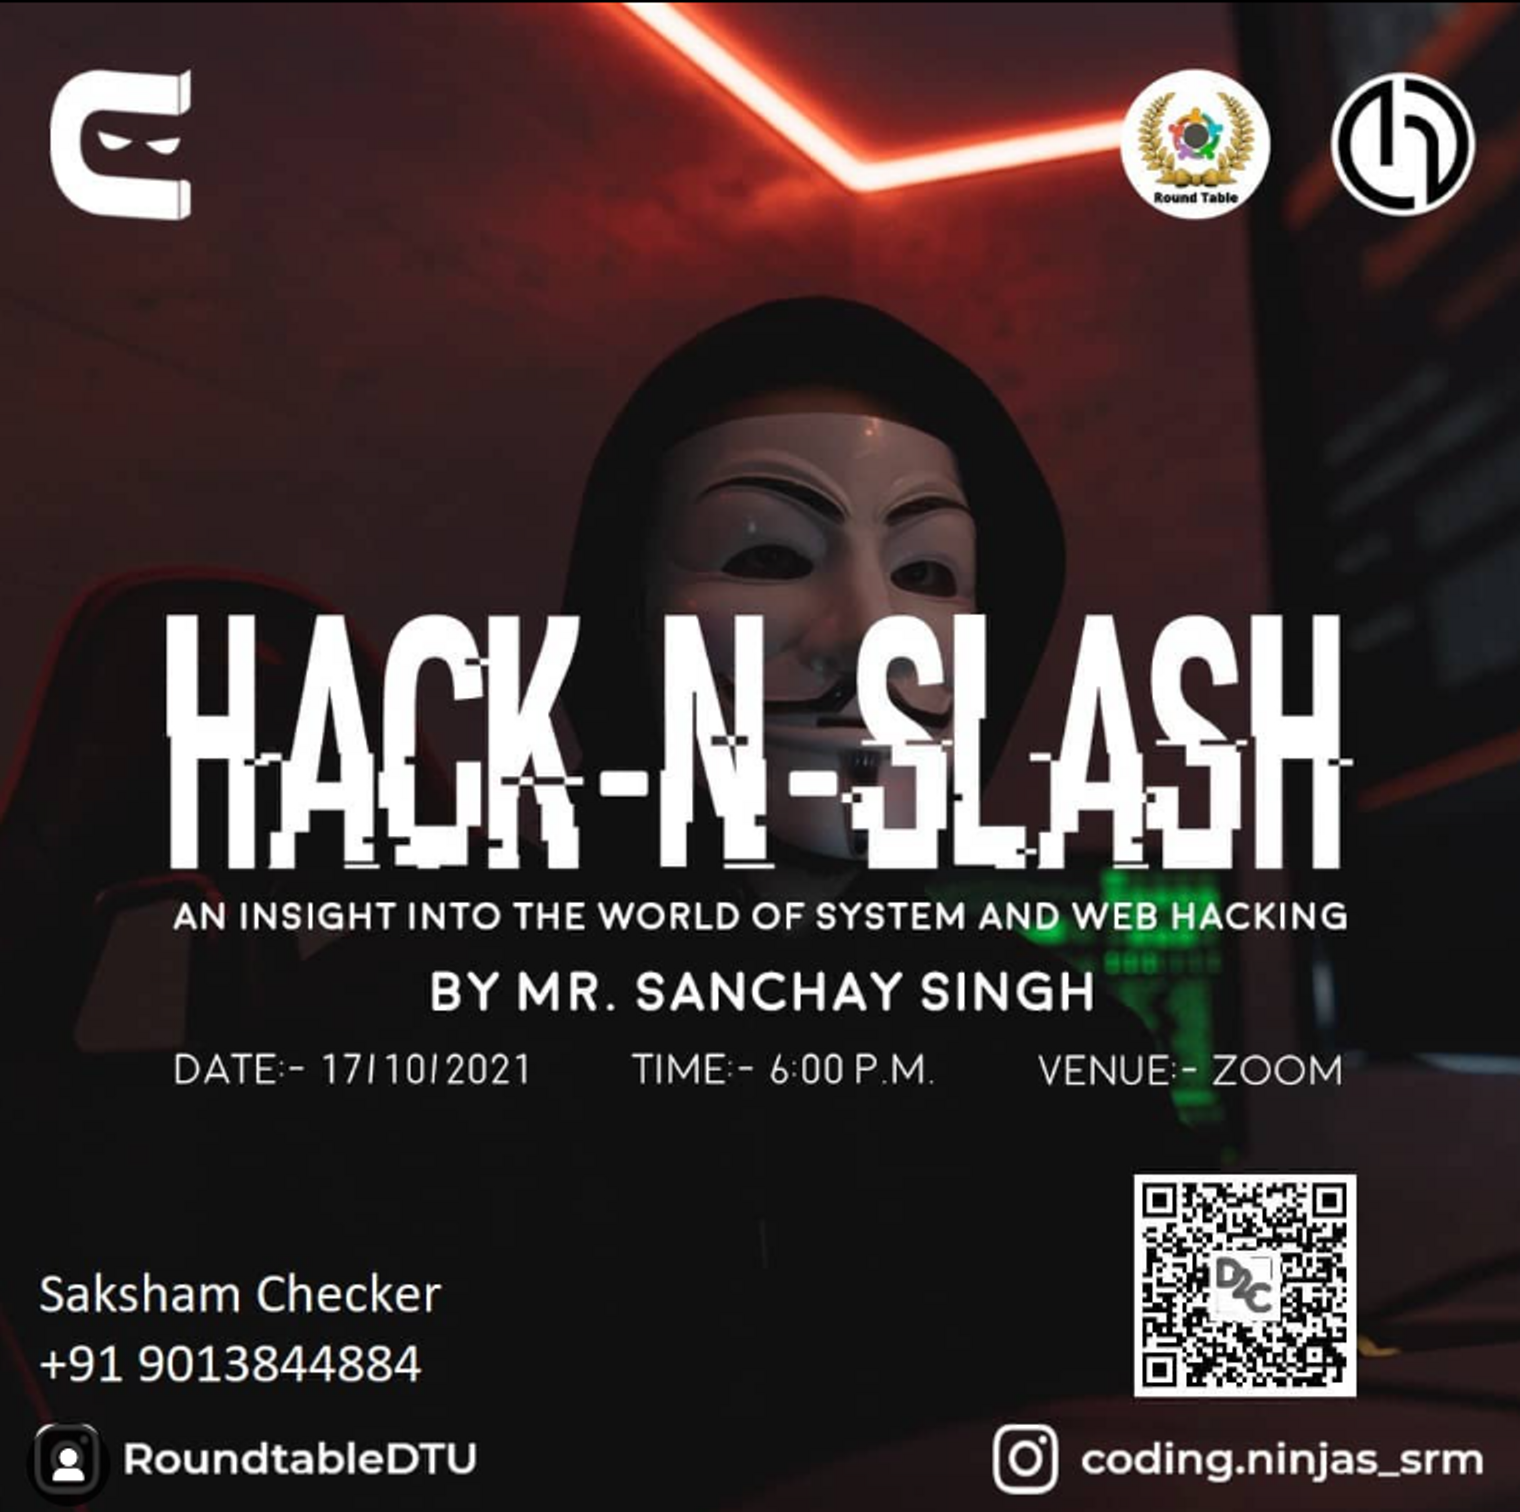 Round Table
HACK-N-SLASH
AN INSIGHT INTO THE WORLD OF SYSTEM AND WEB HACKING
BY MR. SANCHAY SINGH
DATE:- 17/10/2021 TIME:- 6:00 P.M. VENUE:- ZOOM
D2C
Saksham Checker
+91 9013844884
RoundtableDTU coding.ninjas_srm